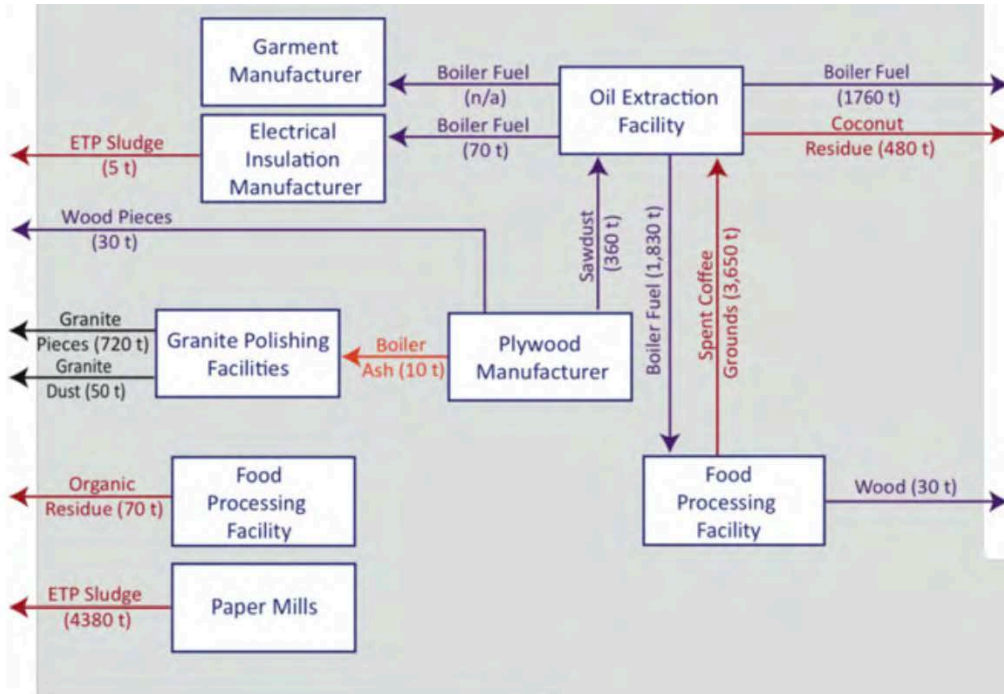 Garment
Manufacturer
Boiler Fuel
(n/a)
Oil Extraction
Facility
Boiler Fuel
(1760 t)
ETP Sludge
(5 t)
Electrical
Insulation
Manufacturer
Boiler Fuel
(70 t)
Coconut
Residue (480 t)
Wood Pieces
(30 t)
Sawdust
(360 t)
Boiler Fuel (1,830 t)
Spent Coffee
Grounds (3,650 t)
Granite
Pieces (720 t)
Granite
Dust (50 t)
Granite Polishing
Facilities
Boiler
Ash (10 t)
Plywood
Manufacturer
Organic
Residue (70 t)
Food
Processing
Facility
Food
Processing
Facility
Wood (30 t)
ETP Sludge
(4380 t)
Paper Mills